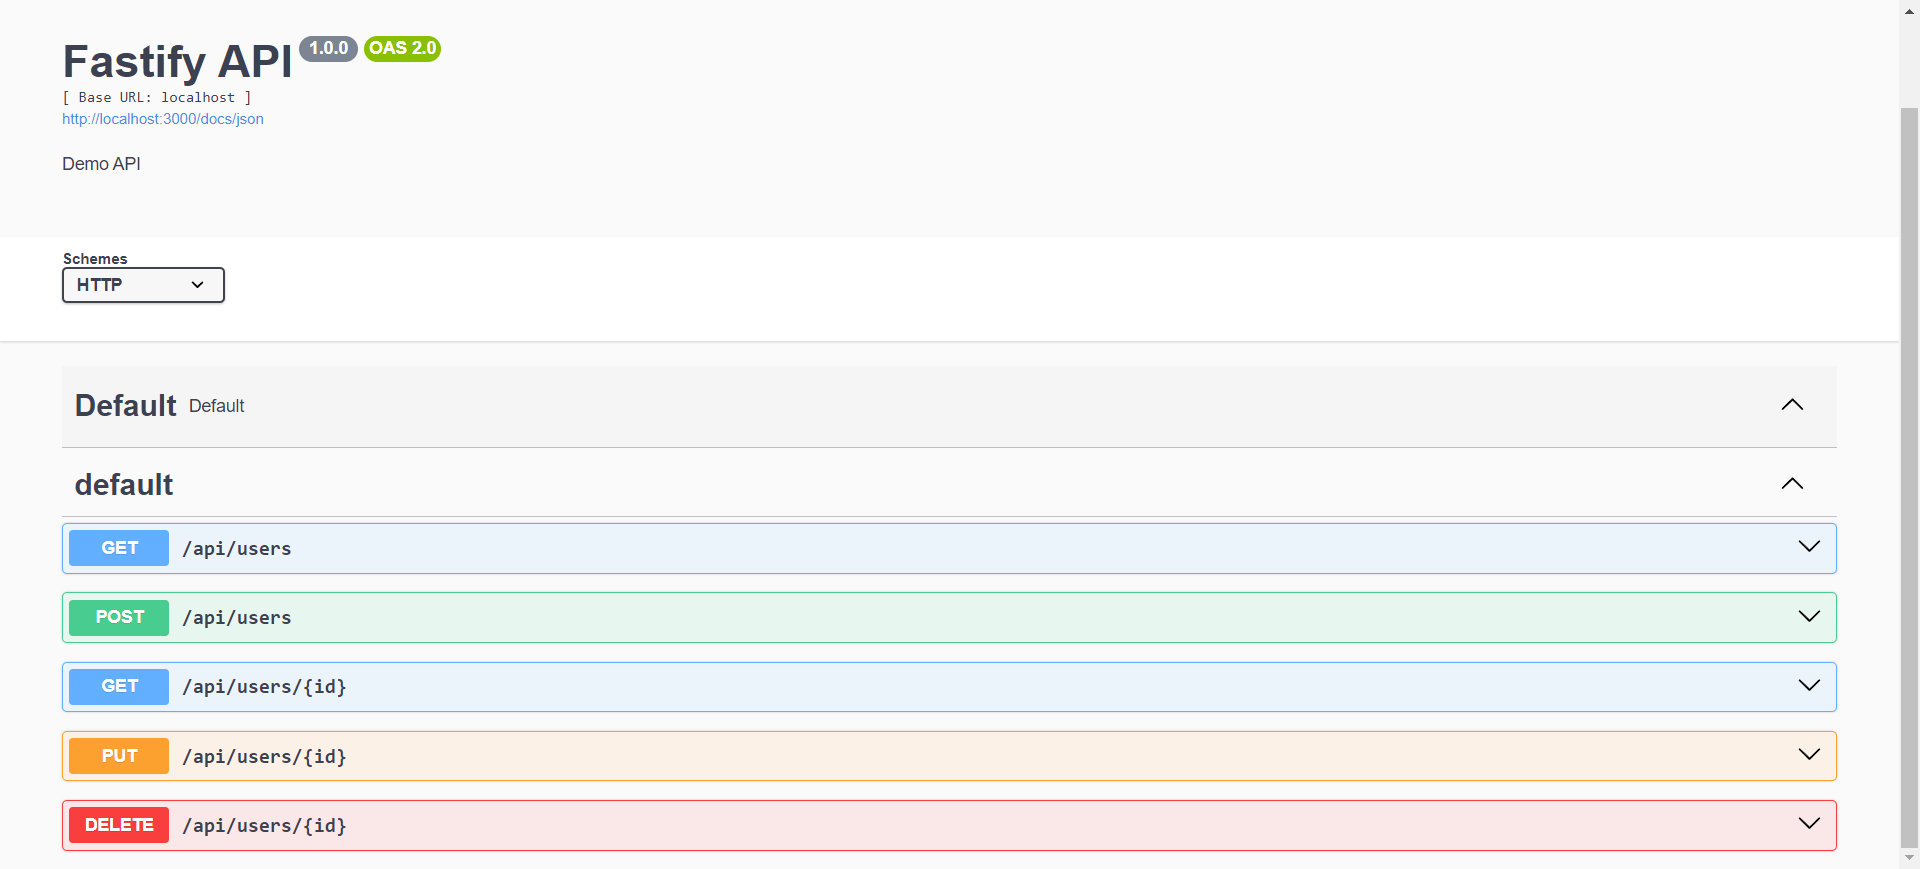 Fastify API 1.0.0 OAS 2.0
[ Base URL: localhost ]
http://localhost:3000/docs/json
Demo API
Schemes
HTTP
Default Default
default
GET /api/users
POST /api/users
GET /api/users/{id}
PUT /api/users/{id}
DELETE /api/users/{id}